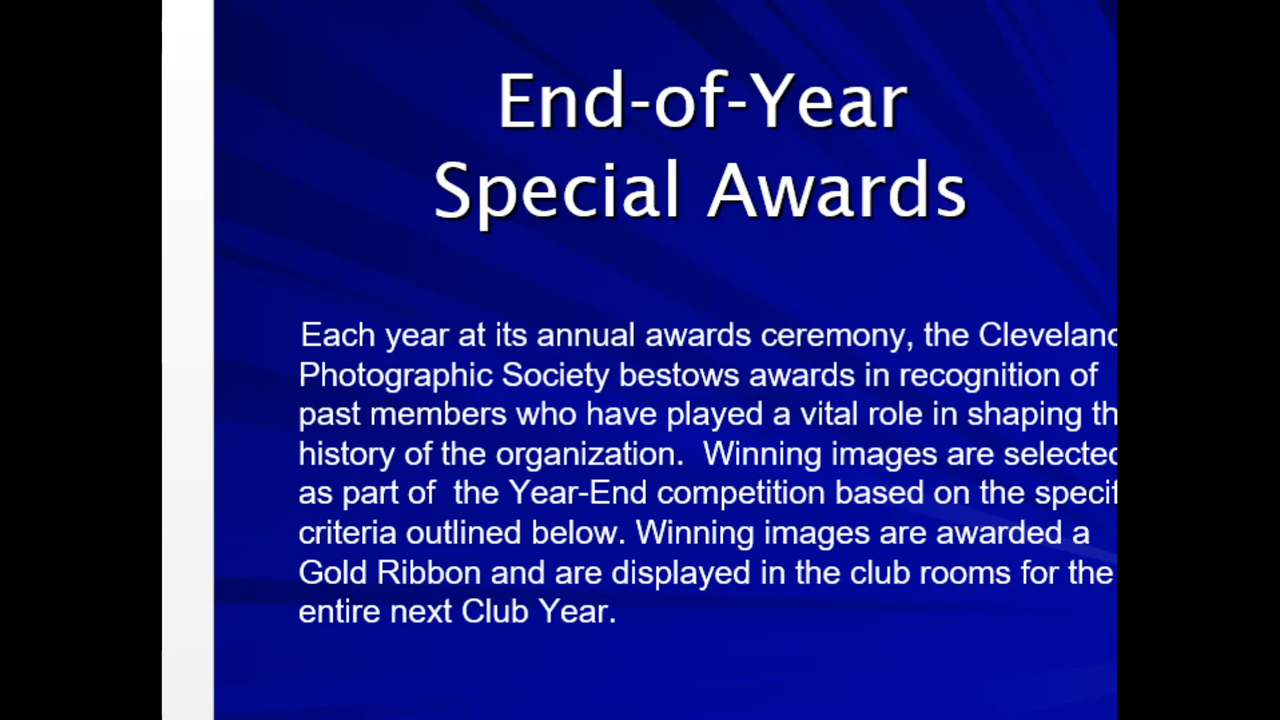 End-of-Year
Special Awards
Each year at its annual awards ceremony, the Cleveland
Photographic Society bestows awards in recognition of
past members who have played a vital role in shaping th
history of the organization.  Winning images are selected
as part of  the Year-End competition based on the specif
criteria outlined below. Winning images are awarded a
Gold Ribbon and are displayed in the club rooms for the
entire next Club Year.